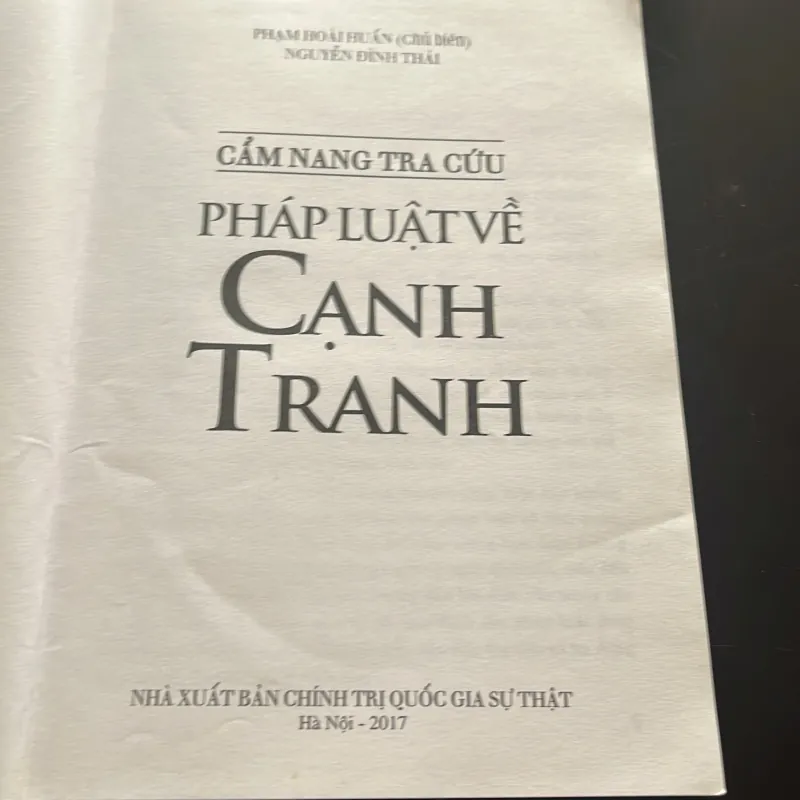 PHẠM HOÀI HUẤN (Chủ biên)
NGUYỄN ĐÌNH THÁI
CẨM NANG TRA CỨU
PHÁP LUẬT VỀ
CẠNH
TRANH
NHÀ XUẤT BẢN CHÍNH TRỊ QUỐC GIA SỰ THẬT
Hà Nội - 2017